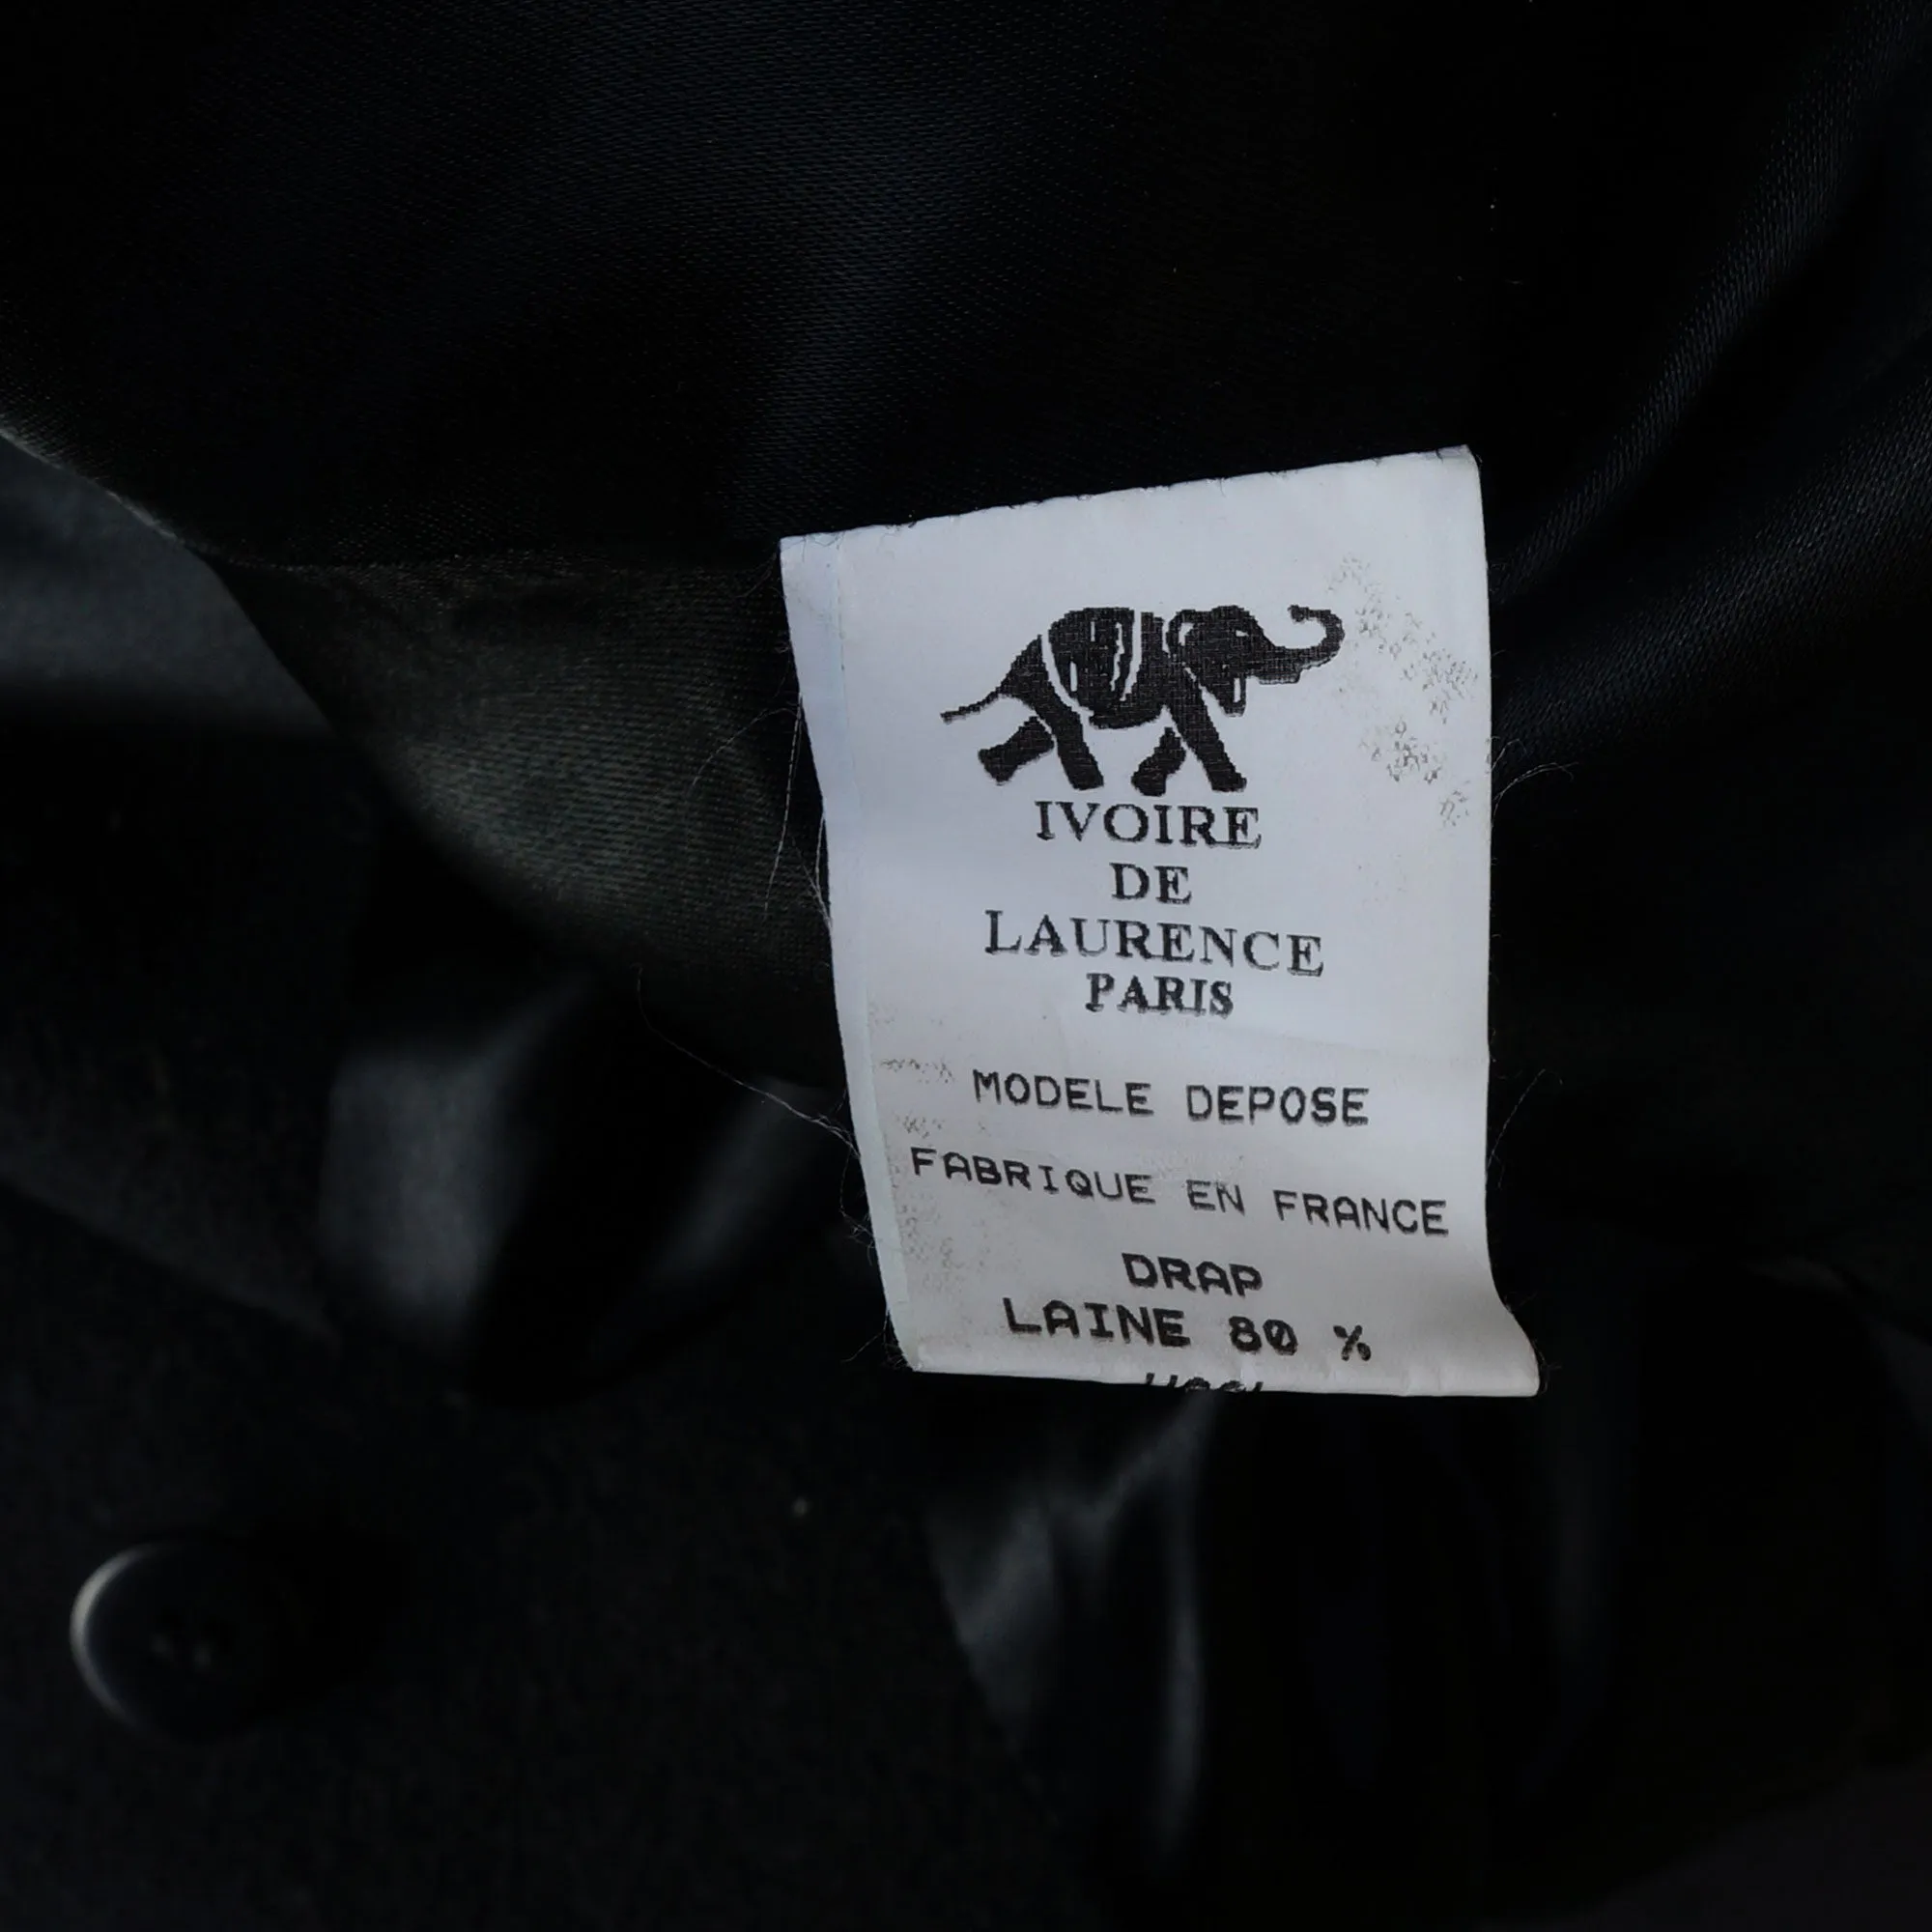 IVOIRE
DE
LAURENCE
PARIS
MODELE DEPOSE
FABRIQUE EN FRANCE
DRAP
LAINE 80 %